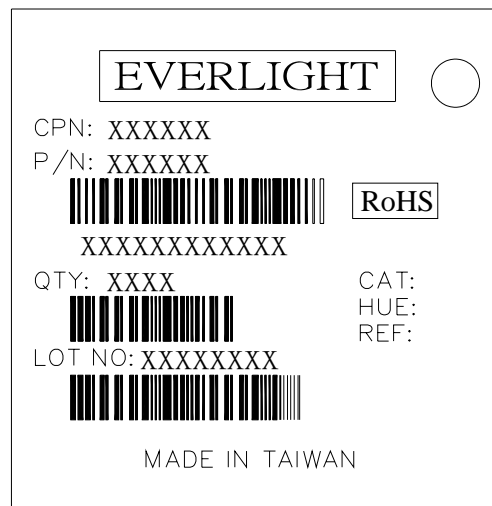 EVERLIGHT
CPN: XXXXXX
P/N: XXXXXX
RoHS
XXXXXXXXXXXX
QTY: XXXX
CAT:
HUE:
REF:
LOT NO: XXXXXXXX
MADE IN TAIWAN